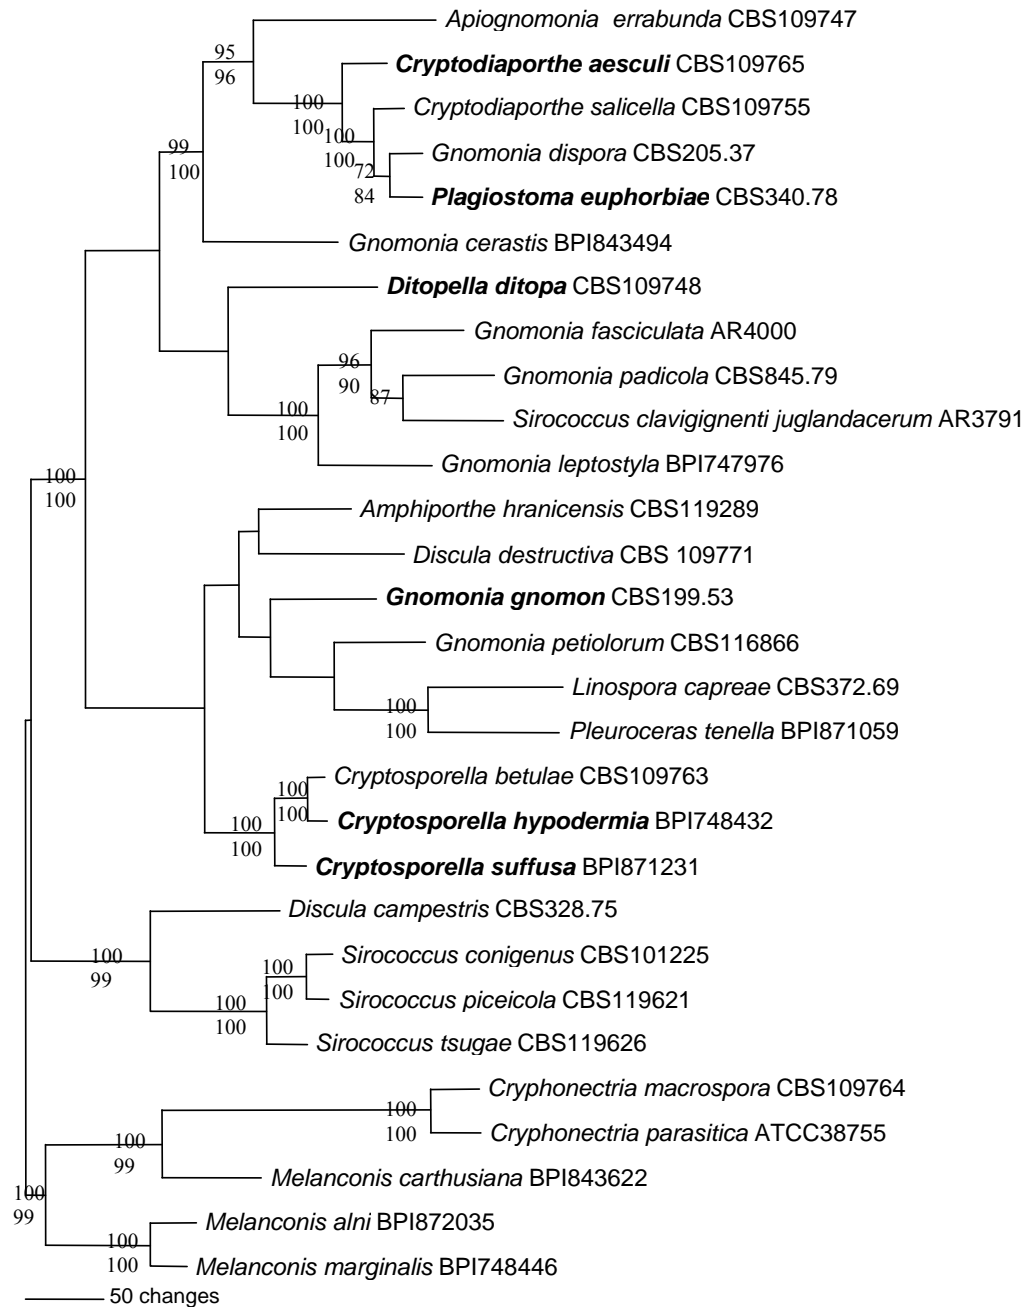 Apiognomonia errabunda CBS109747
95
96
Cryptodiaporthe aesculi CBS109765
100
100
Cryptodiaporthe salicella CBS109755
100
100
99
100
Gnomonia dispora CBS205.37
72
84
Plagiostoma euphorbiae CBS340.78
Gnomonia cerastis BPI843494
Ditopella ditopa CBS109748
Gnomonia fasciculata AR4000
96
90
Gnomonia padicola CBS845.79
87
100
100
Sirococcus clavigignenti juglandacerum AR3791
Gnomonia leptostyla BPI747976
100
100
Amphiporthe hranicensis CBS119289
Discula destructiva CBS 109771
Gnomonia gnomon CBS199.53
Gnomonia petiolorum CBS116866
Linospora capreae CBS372.69
100
100
Pleuroceras tenella BPI871059
Cryptosporella betulae CBS109763
100
100
Cryptosporella hypodermia BPI748432
100
100
Cryptosporella suffusa BPI871231
Discula campestris CBS328.75
100
99
Sirococcus conigenus CBS101225
100
100
Sirococcus piceicola CBS119621
100
100
Sirococcus tsugae CBS119626
Cryphonectria macrospora CBS109764
100
100
Cryphonectria parasitica ATCC38755
100
99
Melanconis carthusiana BPI843622
100
99
Melanconis alni BPI872035
100
100
Melanconis marginalis BPI748446
50 changes